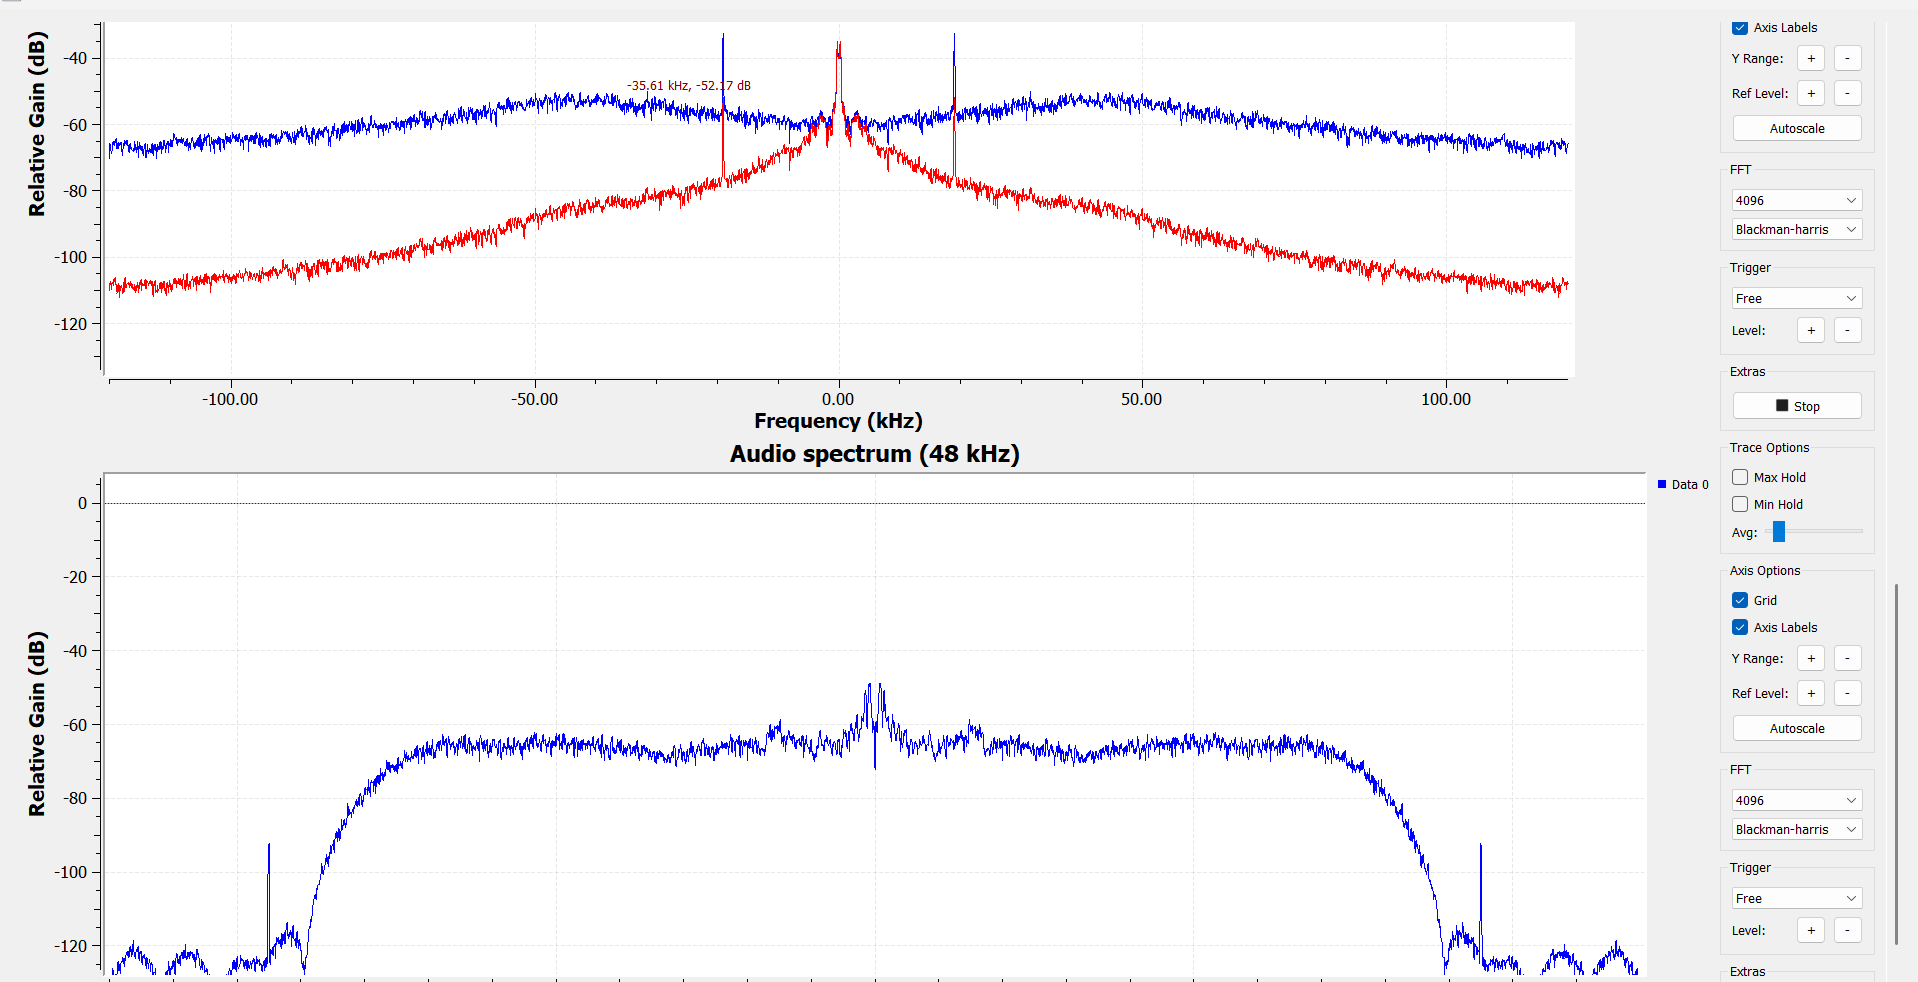 Relative Gain (dB)
-40
-60
-80
-100
-120
-35.61 kHz, -52.17 dB
-100.00
-50.00
0.00
50.00
100.00
Frequency (kHz)
Axis Labels
Y Range: + -
Ref Level: + -
Autoscale
FFT
4096
Blackman-harris
Trigger
Free
Level: + -
Extras
Stop
Audio spectrum (48 kHz)
Relative Gain (dB)
0
-20
-40
-60
-80
-100
-120
Data 0
Trace Options
Max Hold
Min Hold
Avg:
Axis Options
Grid
Axis Labels
Y Range: + -
Ref Level: + -
Autoscale
FFT
4096
Blackman-harris
Trigger
Free
Level: + -
Extras